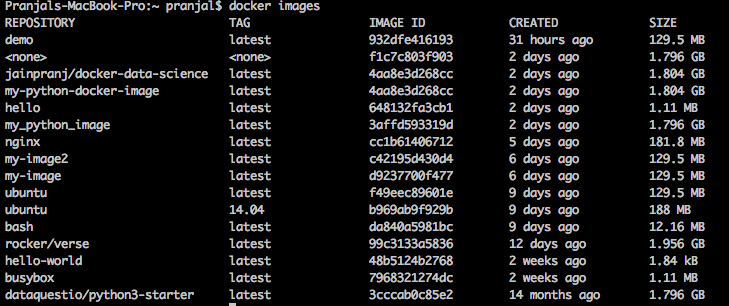 Pranjals-MacBook-Pro:~ pranjal$ docker images
REPOSITORY TAG IMAGE ID CREATED SIZE
demo latest 932dfe416193 31 hours ago 129.5 MB
<none> <none> f1c7c803f903 2 days ago 1.796 GB
jainpranj/docker-data-science latest 4aa8e3d268cc 2 days ago 1.804 GB
my-python-docker-image latest 4aa8e3d268cc 2 days ago 1.804 GB
hello latest 648132fa3cb1 2 days ago 1.11 MB
my_python_image latest 3affd593319d 2 days ago 1.796 GB
nginx latest cc1b61406712 5 days ago 181.8 MB
my-image2 latest c42195d430d4 6 days ago 129.5 MB
my-image latest d9237700f477 6 days ago 129.5 MB
ubuntu latest f49eec89601e 9 days ago 129.5 MB
ubuntu 14.04 b969ab9f929b 9 days ago 188 MB
bash latest da840a5981bc 9 days ago 12.16 MB
rocker/verse latest 99c3133a5836 12 days ago 1.956 GB
hello-world latest 48b5124b2768 2 weeks ago 1.84 kB
busybox latest 7968321274dc 2 weeks ago 1.11 MB
dataquestio/python3-starter latest 3cccab0c85e2 14 months ago 1.796 GB